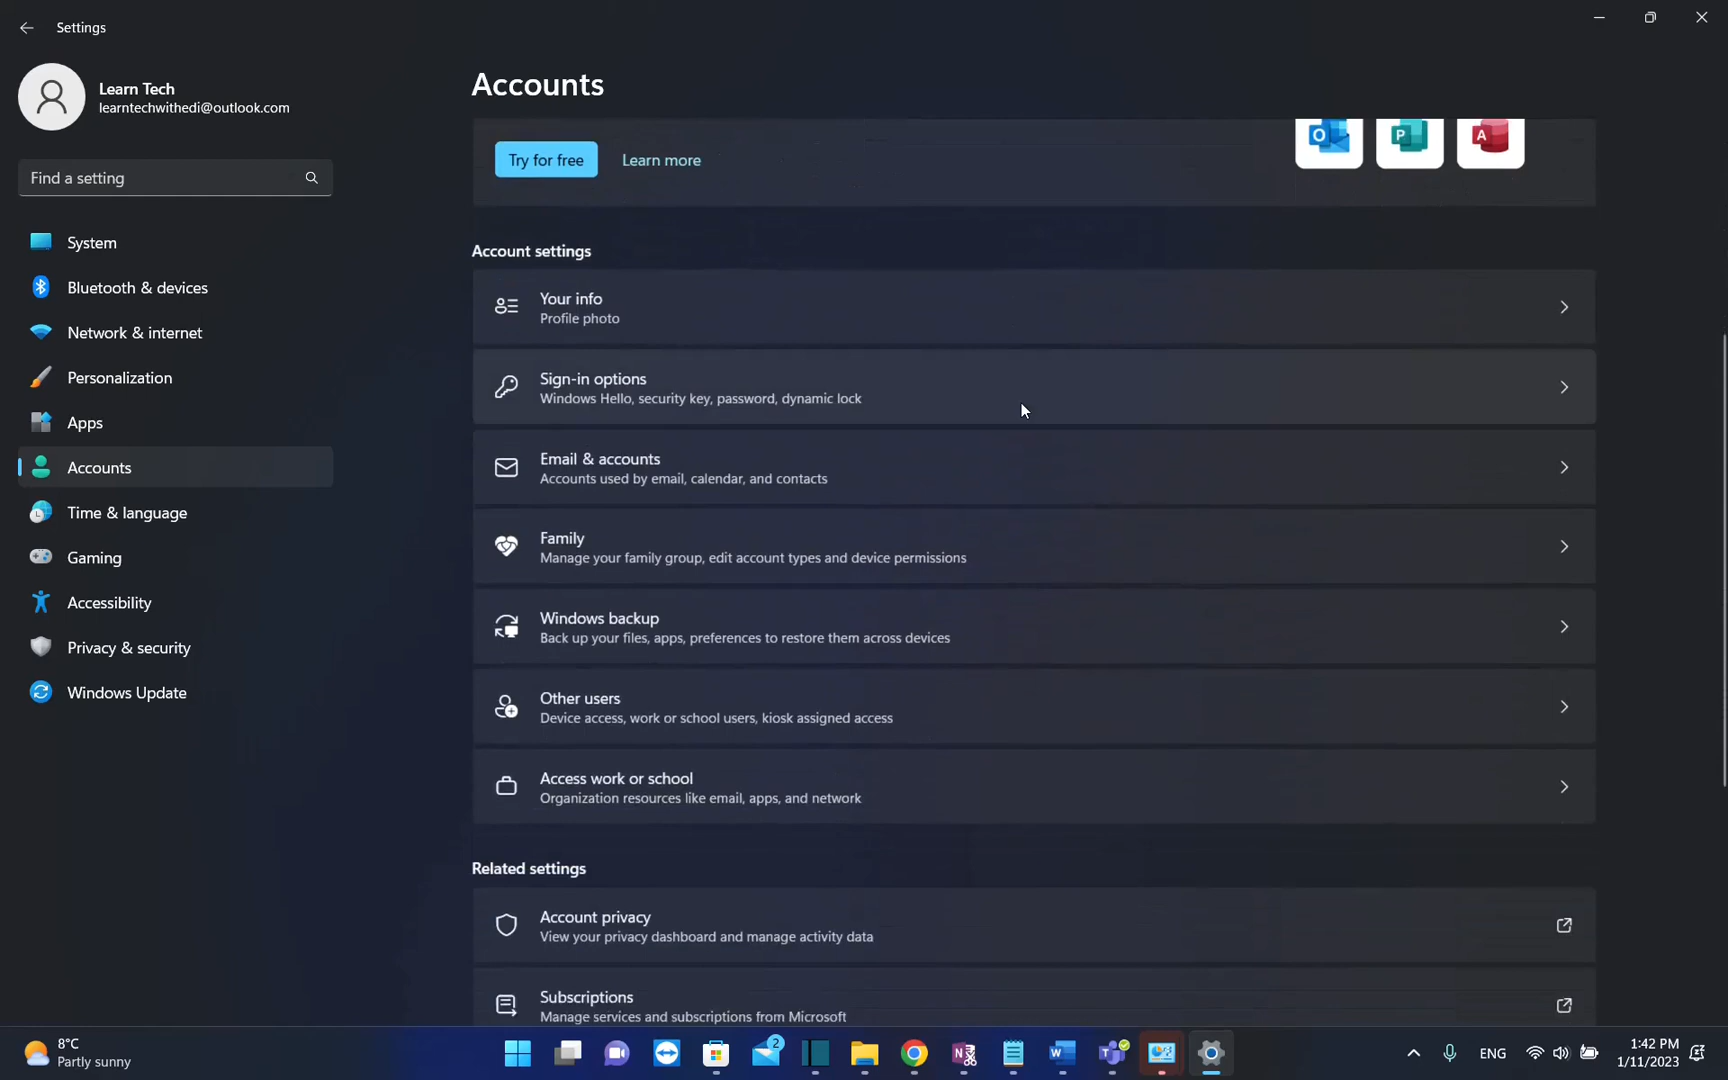 Settings
Learn Tech
learntechwithedi@outlook.com
Find a setting
System
Bluetooth & devices
Network & internet
Personalization
Apps
Accounts
Time & language
Gaming
Accessibility
Privacy & security
Windows Update
Accounts
Try for free Learn more
O P A
Account settings
Your info
Profile photo
Sign-in options
Windows Hello, security key, password, dynamic lock
Email & accounts
Accounts used by email, calendar, and contacts
Family
Manage your family group, edit account types and device permissions
Windows backup
Back up your files, apps, preferences to restore them across devices
Other users
Device access, work or school users, kiosk assigned access
Access work or school
Organization resources like email, apps, and network
Related settings
Account privacy
View your privacy dashboard and manage activity data
Subscriptions
Manage services and subscriptions from Microsoft
8°C
Partly sunny
2
N
W
T
ENG
1:42 PM
1/11/2023